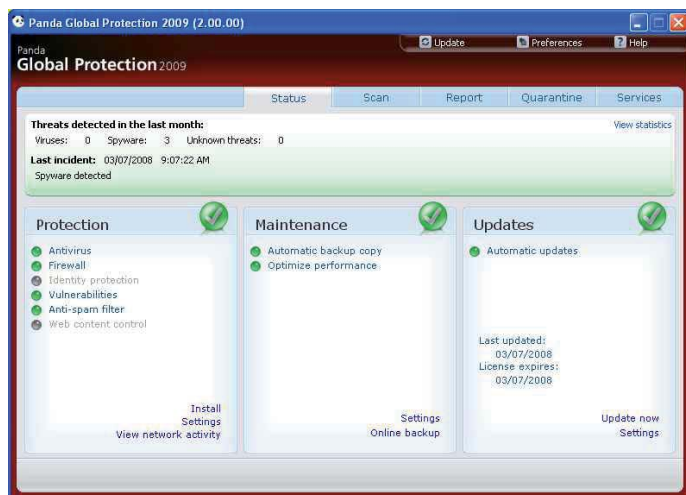 Panda Global Protection 2009 (2.00.00)
Update Preferences Help
Panda
Global Protection 2009
Status Scan Report Quarantine Services
Threats detected in the last month: View statistics
Viruses: 0 Spyware: 3 Unknown threats: 0
Last incident: 03/07/2008 9:07:22 AM
Spyware detected
Protection
Antivirus
Firewall
Identity protection
Vulnerabilities
Anti-spam filter
Web content control
Install
Settings
View network activity
Maintenance
Automatic backup copy
Optimize performance
Settings
Online backup
Updates
Automatic updates
Last updated:
03/07/2008
License expires:
03/07/2008
Update now
Settings